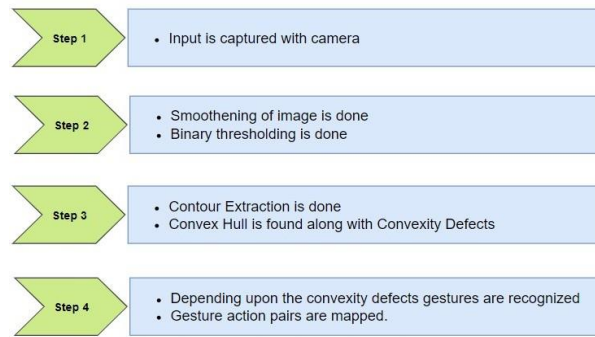 Step 1
• Input is captured with camera
Step 2
• Smoothening of image is done
• Binary thresholding is done
Step 3
• Contour Extraction is done
• Convex Hull is found along with Convexity Defects
Step 4
• Depending upon the convexity defects gestures are recognized
• Gesture action pairs are mapped.